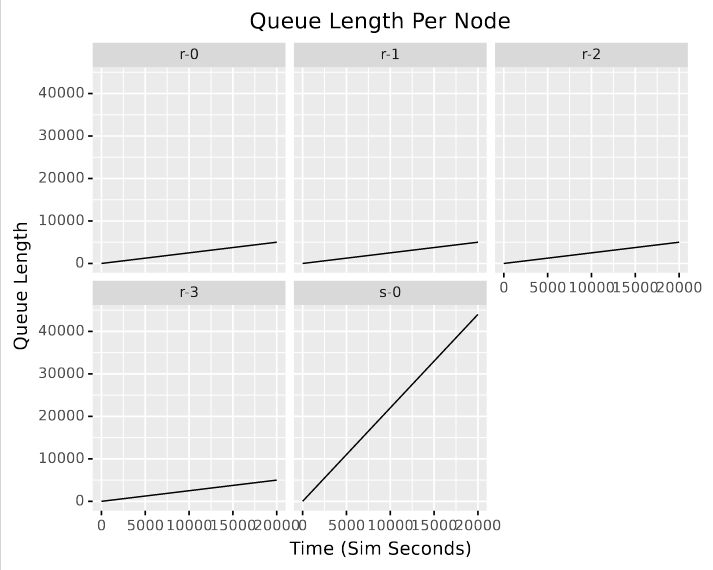 Queue Length Per Node
r-0 r-1 r-2
40000
30000
20000
10000
0
0 5000 10000 15000 20000
Queue Length
r-3 s-0
40000
30000
20000
10000
0
0 5000 10000 15000 20000 0 5000 10000 15000 20000
Time (Sim Seconds)